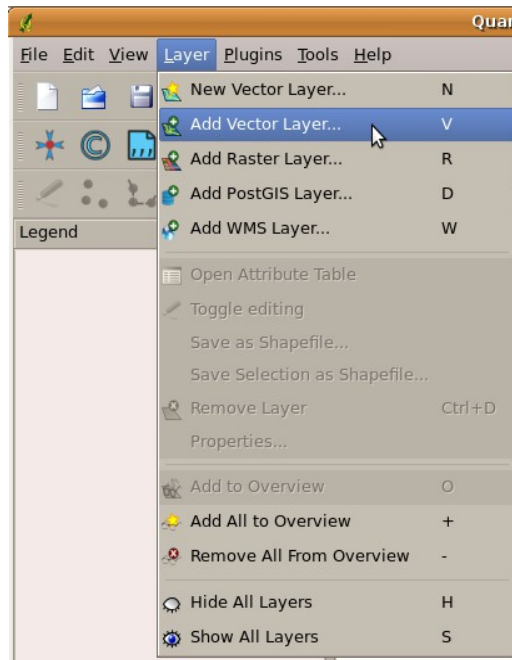 Quan
File Edit View Layer Plugins Tools Help
New Vector Layer... N
Add Vector Layer... V
Add Raster Layer... R
Add PostGIS Layer... D
Add WMS Layer... W
Legend
Open Attribute Table
Toggle editing
Save as Shapefile...
Save Selection as Shapefile...
Remove Layer Ctrl+D
Properties...
Add to Overview O
Add All to Overview +
Remove All From Overview -
Hide All Layers H
Show All Layers S